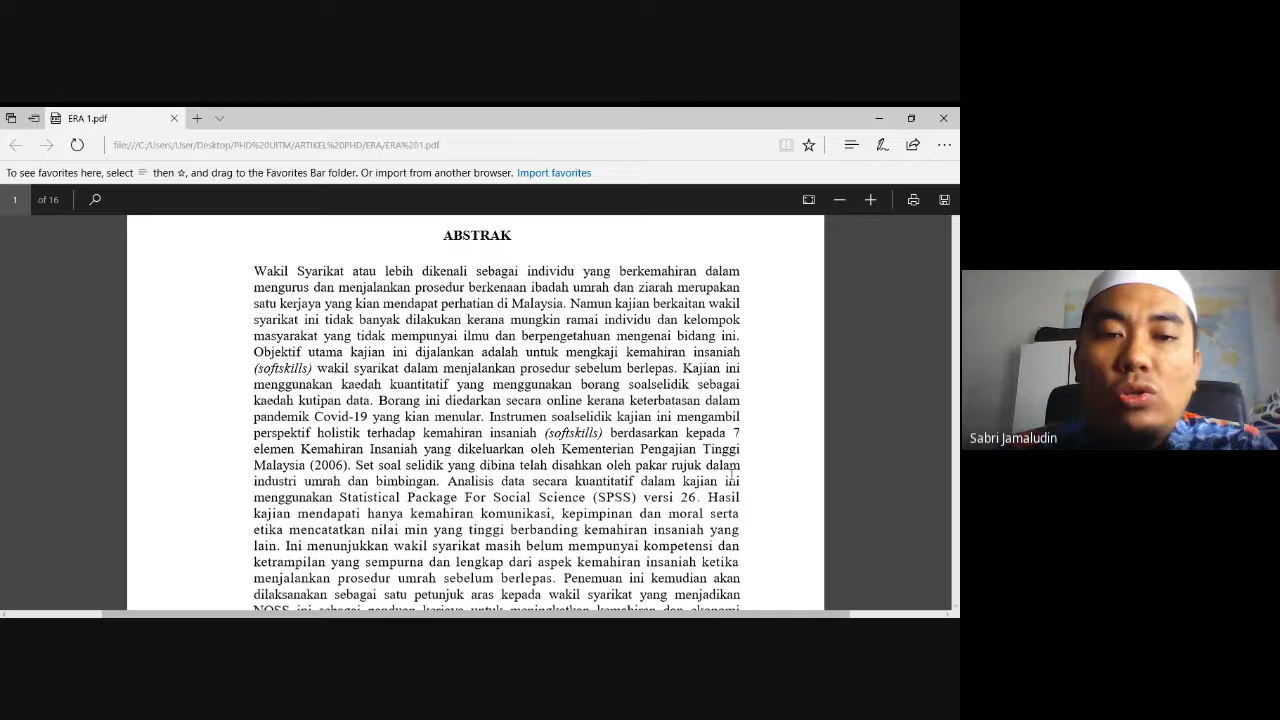 ERA 1.pdf
file:///C:/Users/User/Desktop/PHD%20UITM/ARTIKEL%20PHD/ERA/ERA%201.pdf
To see favorites here, select then ☆, and drag to the Favorites Bar folder. Or import from another browser. Import favorites
1 of 16
ABSTRAK
Wakil Syarikat atau lebih dikenali sebagai individu yang berkemahiran dalam
mengurus dan menjalankan prosedur berkenaan ibadah umrah dan ziarah merupakan
satu kerjaya yang kian mendapat perhatian di Malaysia. Namun kajian berkaitan wakil
syarikat ini tidak banyak dilakukan kerana mungkin ramai individu dan kelompok
masyarakat yang tidak mempunyai ilmu dan berpengetahuan mengenai bidang ini.
Objektif utama kajian ini dijalankan adalah untuk mengkaji kemahiran insaniah
(softskills) wakil syarikat dalam menjalankan prosedur sebelum berlepas. Kajian ini
menggunakan kaedah kuantitatif yang menggunakan borang soalselidik sebagai
kaedah kutipan data. Borang ini diedarkan secara online kerana keterbatasan dalam
pandemik Covid-19 yang kian menular. Instrumen soalselidik kajian ini mengambil
perspektif holistik terhadap kemahiran insaniah (softskills) berdasarkan kepada 7
elemen Kemahiran Insaniah yang dikeluarkan oleh Kementerian Pengajian Tinggi
Malaysia (2006). Set soal selidik yang dibina telah disahkan oleh pakar rujuk dalam
industri umrah dan bimbingan. Analisis data secara kuantitatif dalam kajian ini
menggunakan Statistical Package For Social Science (SPSS) versi 26. Hasil
kajian mendapati hanya kemahiran komunikasi, kepimpinan dan moral serta
etika mencatatkan nilai min yang tinggi berbanding kemahiran insaniah yang
lain. Ini menunjukkan wakil syarikat masih belum mempunyai kompetensi dan
ketrampilan yang sempurna dan lengkap dari aspek kemahiran insaniah ketika
menjalankan prosedur umrah sebelum berlepas. Penemuan ini kemudian akan
dilaksanakan sebagai satu petunjuk aras kepada wakil syarikat yang menjadikan
NOSS ini sebagai panduan kerjaya untuk meningkatkan kemahiran dan ekonomi
Sabri Jamaludin